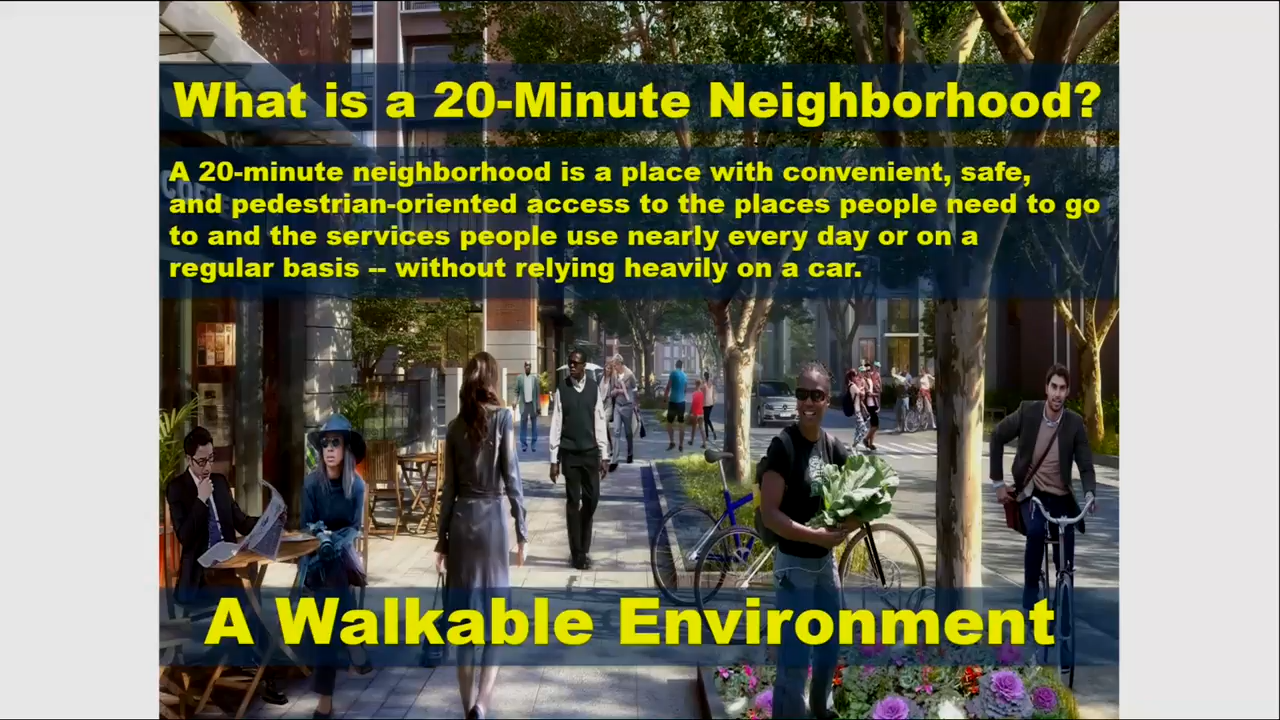 What is a 20-Minute Neighborhood?
A 20-minute neighborhood is a place with convenient, safe,
and pedestrian-oriented access to the places people need to go
to and the services people use nearly every day or on a
regular basis -- without relying heavily on a car.
A Walkable Environment